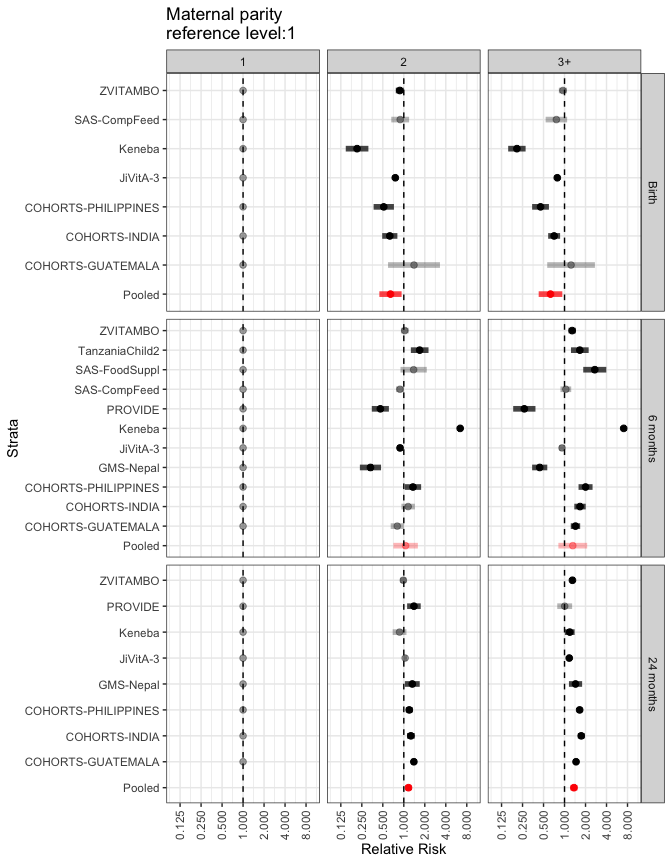 Maternal parity
reference level:1
1
2
3+
ZVITAMBO
SAS-CompFeed
Keneba
JiVitA-3
COHORTS-PHILIPPINES
COHORTS-INDIA
COHORTS-GUATEMALA
Pooled
Birth
ZVITAMBO
TanzaniaChild2
SAS-FoodSuppl
SAS-CompFeed
PROVIDE
Keneba
JiVitA-3
GMS-Nepal
COHORTS-PHILIPPINES
COHORTS-INDIA
COHORTS-GUATEMALA
Pooled
6 months
ZVITAMBO
PROVIDE
Keneba
JiVitA-3
GMS-Nepal
COHORTS-PHILIPPINES
COHORTS-INDIA
COHORTS-GUATEMALA
Pooled
24 months
Strata
0.125 0.250 0.500 1.000 2.000 4.000 8.000
0.125 0.250 0.500 1.000 2.000 4.000 8.000
0.125 0.250 0.500 1.000 2.000 4.000 8.000
Relative Risk